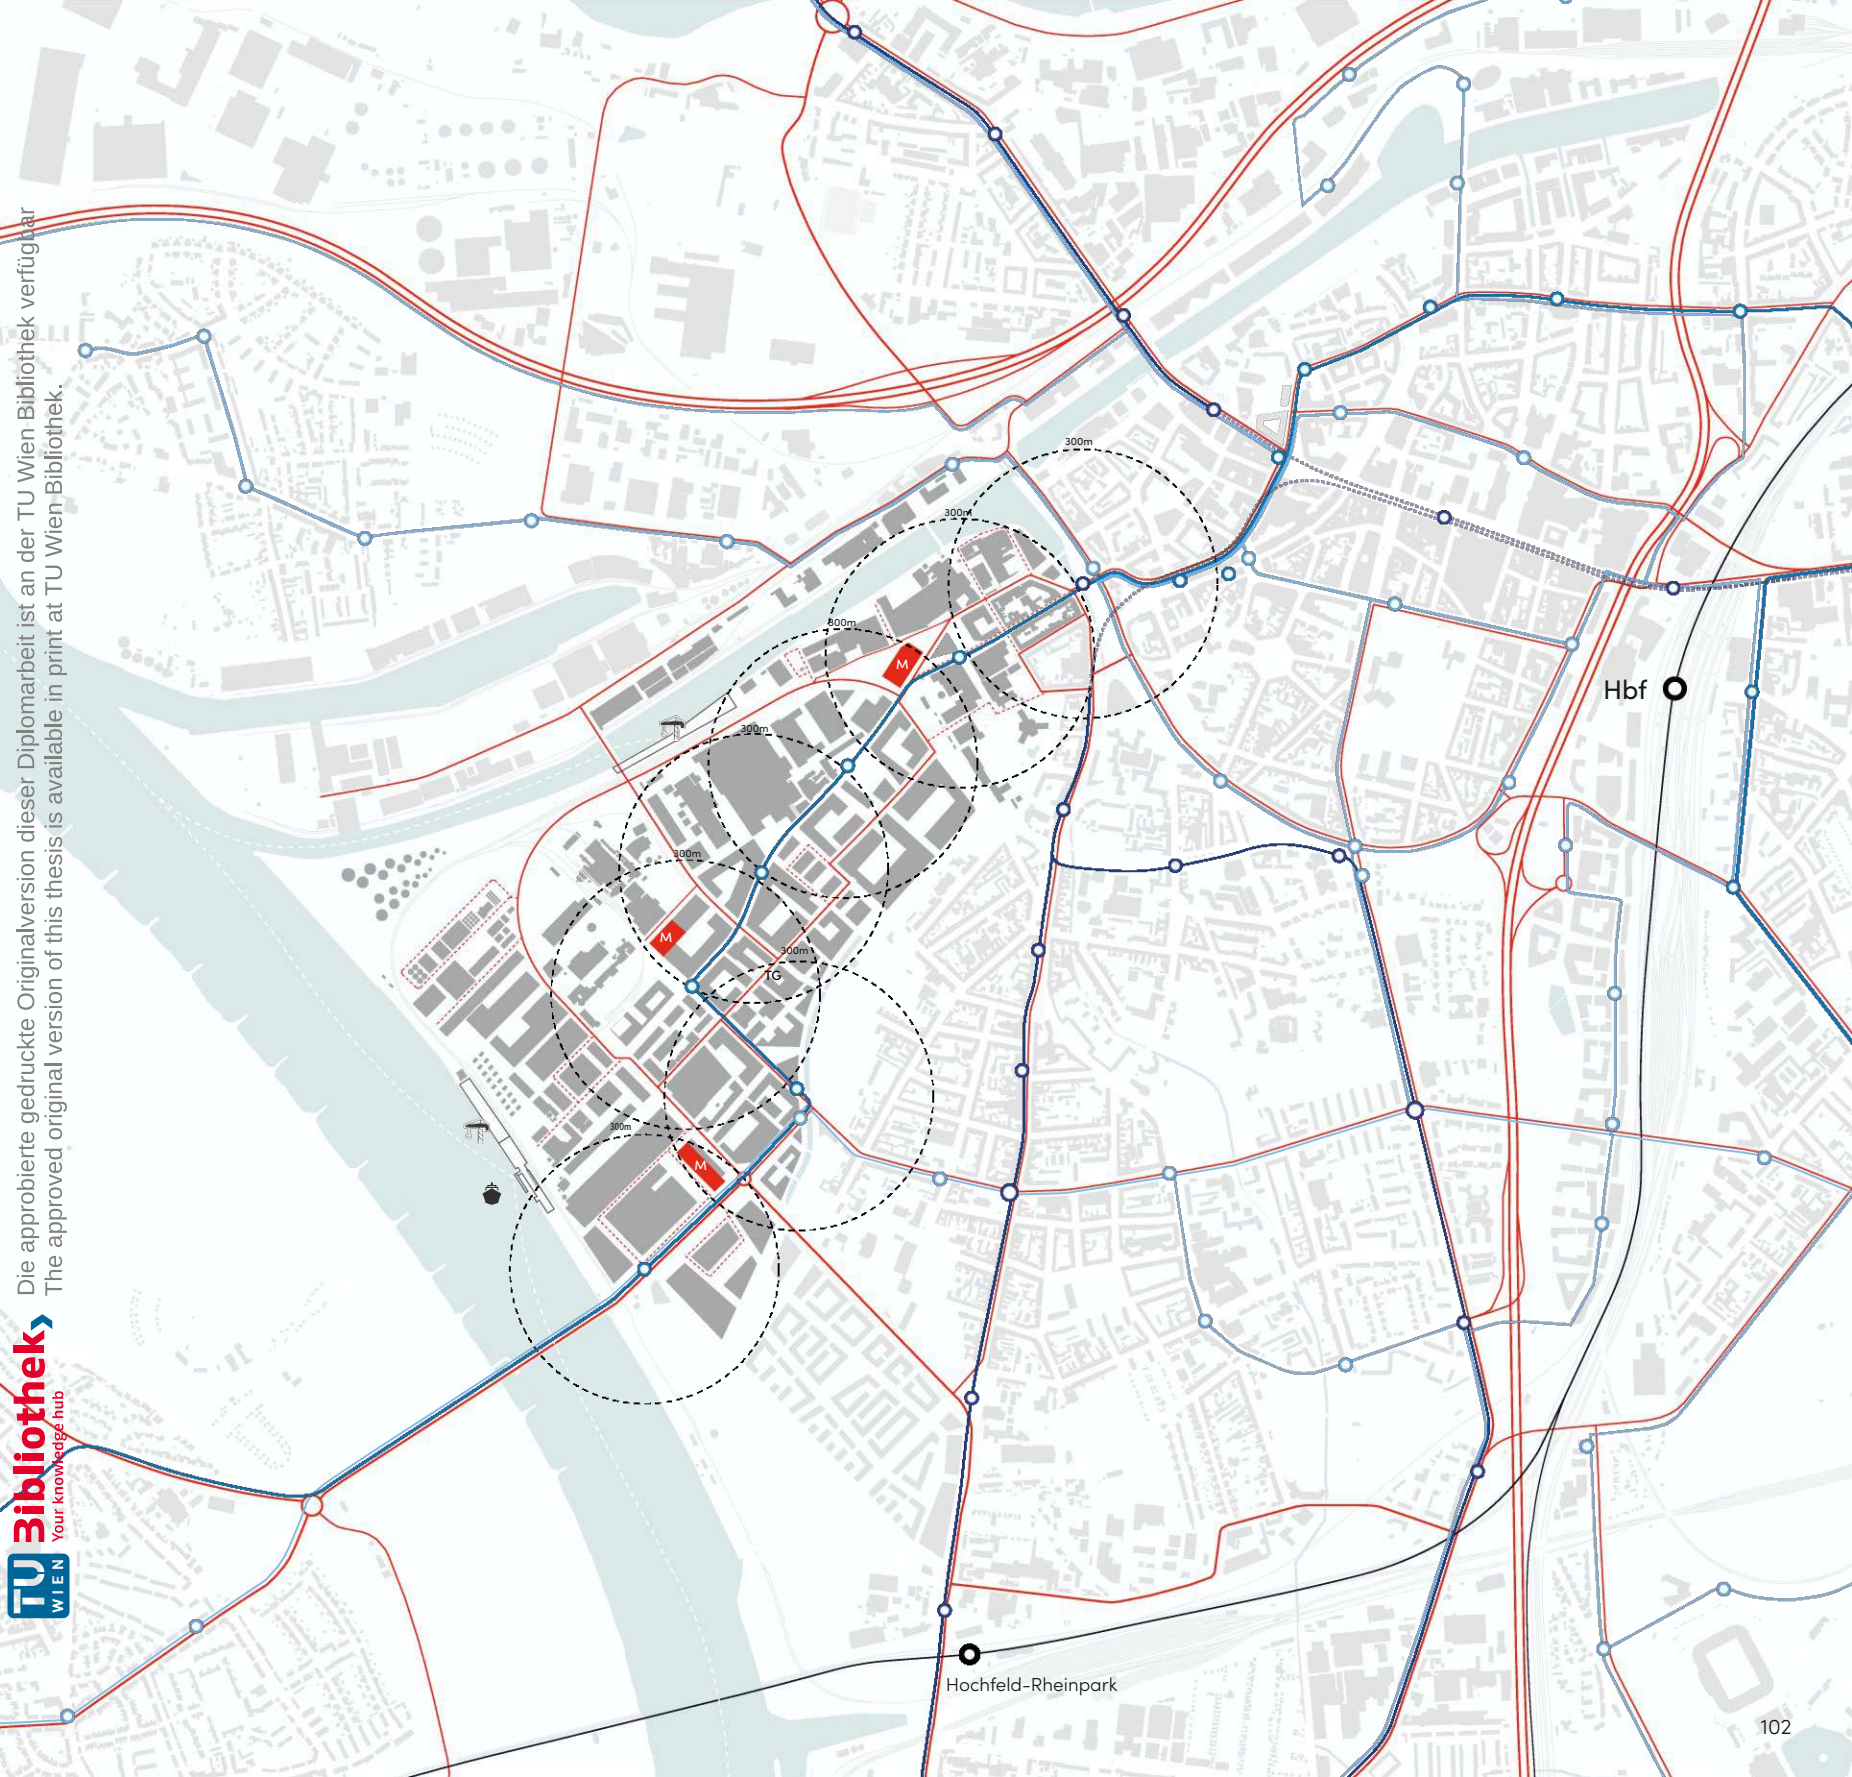 Die approbierte gedruckte Originalversion dieser Diplomarbeit ist an der TU Wien Bibliothek verfügbar
The approved original version of this thesis is available in print at TU Wien Bibliothek.
TU
WIEN
Bibliothek
Your knowledge hub
300m
300m
800m
M
300m
300m
M
300m
TG
300m
M
Hbf
Hochfeld-Rheinpark
102